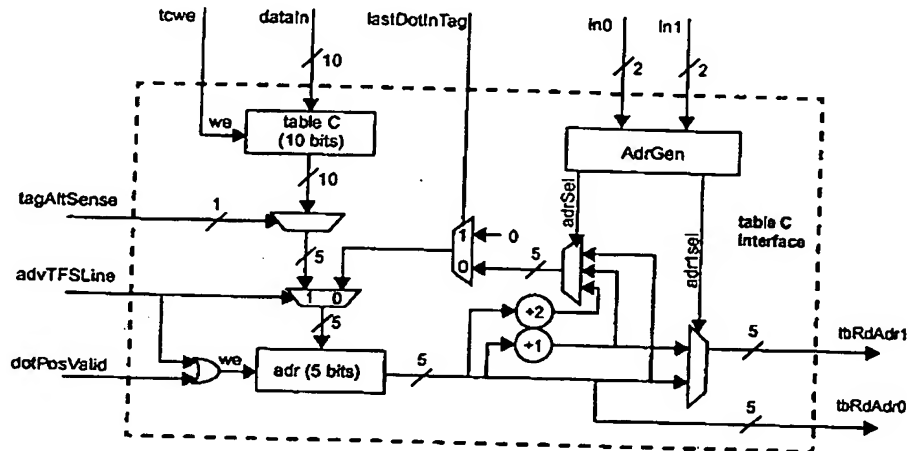 tcwe
dataIn
lastDotInTag
In0
In1
10
2
2
we
table C
(10 bits)
AdrGen
10
tagAltSense
1
adrSel
adr1sel
table C
Interface
1
0
0
5
5
advTFSLine
1 0
5
+2
+1
dotPosValid
we
adr (5 bits)
5
5
tbRdAdr1
5
tbRdAdr0